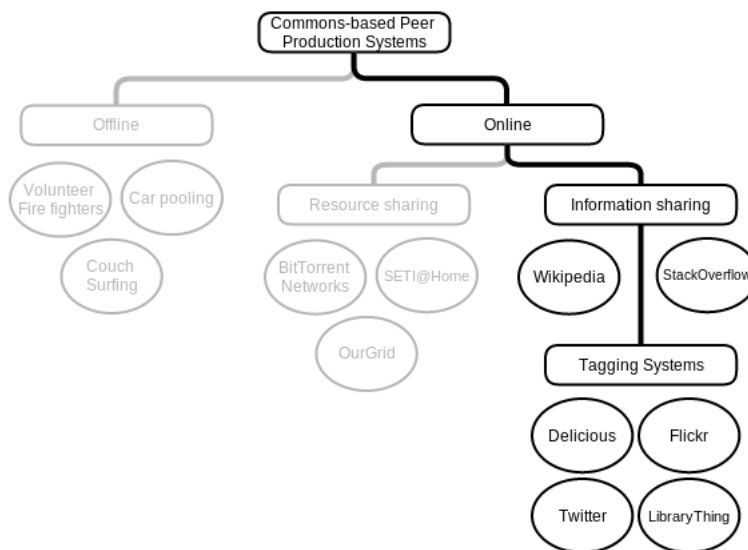 Commons-based Peer
Production Systems
Offline
Online
Volunteer
Fire fighters
Car pooling
Couch
Surfing
Resource sharing
Information sharing
BitTorrent
Networks
SETI@Home
OurGrid
Wikipedia
StackOverflow
Tagging Systems
Delicious
Flickr
Twitter
LibraryThing